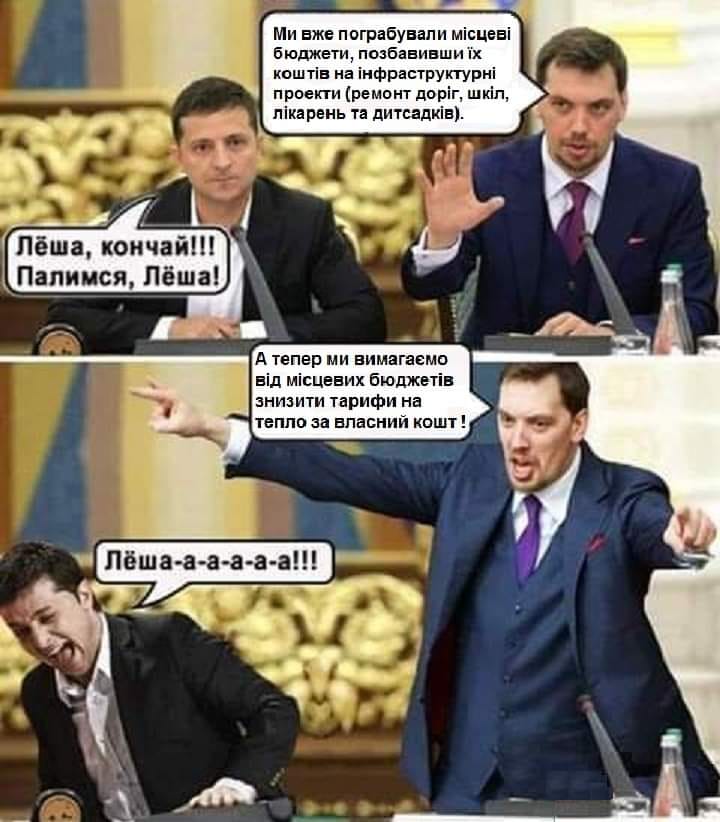 Ми вже пограбували місцеві
бюджети, позбавивши їх
коштів на інфраструктурні
проекти (ремонт доріг, шкіл,
лікарень та дитсадків).
Лёша, кончай!!!
Палимся, Лёша!
А тепер ми вимагаємо
від місцевих бюджетів
знизити тарифи на
тепло за власний кошт!
Лёша-а-а-а-а-а!!!